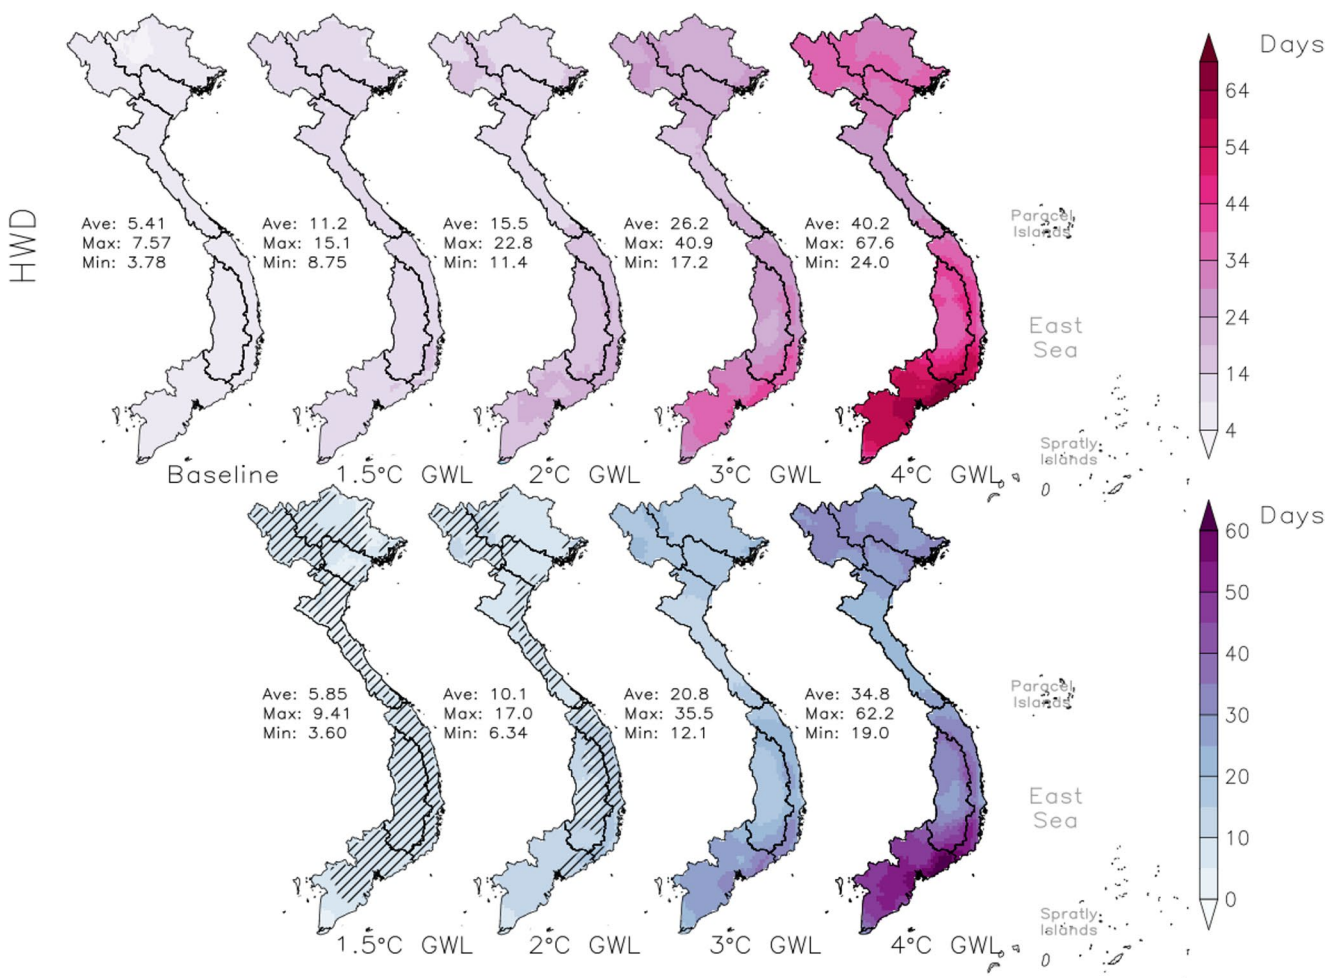 HWD
Ave: 5.41
Max: 7.57
Min: 3.78
Ave: 11.2
Max: 15.1
Min: 8.75
Ave: 15.5
Max: 22.8
Min: 11.4
Ave: 26.2
Max: 40.9
Min: 17.2
Ave: 40.2
Max: 67.6
Min: 24.0
Paracel
Islands
East
Sea
Spratly
Islands
Days
64
54
44
34
24
14
4
Baseline
1.5°C GWL
2°C GWL
3°C GWL
4°C GWL
Ave: 5.85
Max: 9.41
Min: 3.60
Ave: 10.1
Max: 17.0
Min: 6.34
Ave: 20.8
Max: 35.5
Min: 12.1
Ave: 34.8
Max: 62.2
Min: 19.0
Paracel
Islands
East
Sea
Spratly
Islands
Days
60
50
40
30
20
10
0
1.5°C GWL
2°C GWL
3°C GWL
4°C GWL